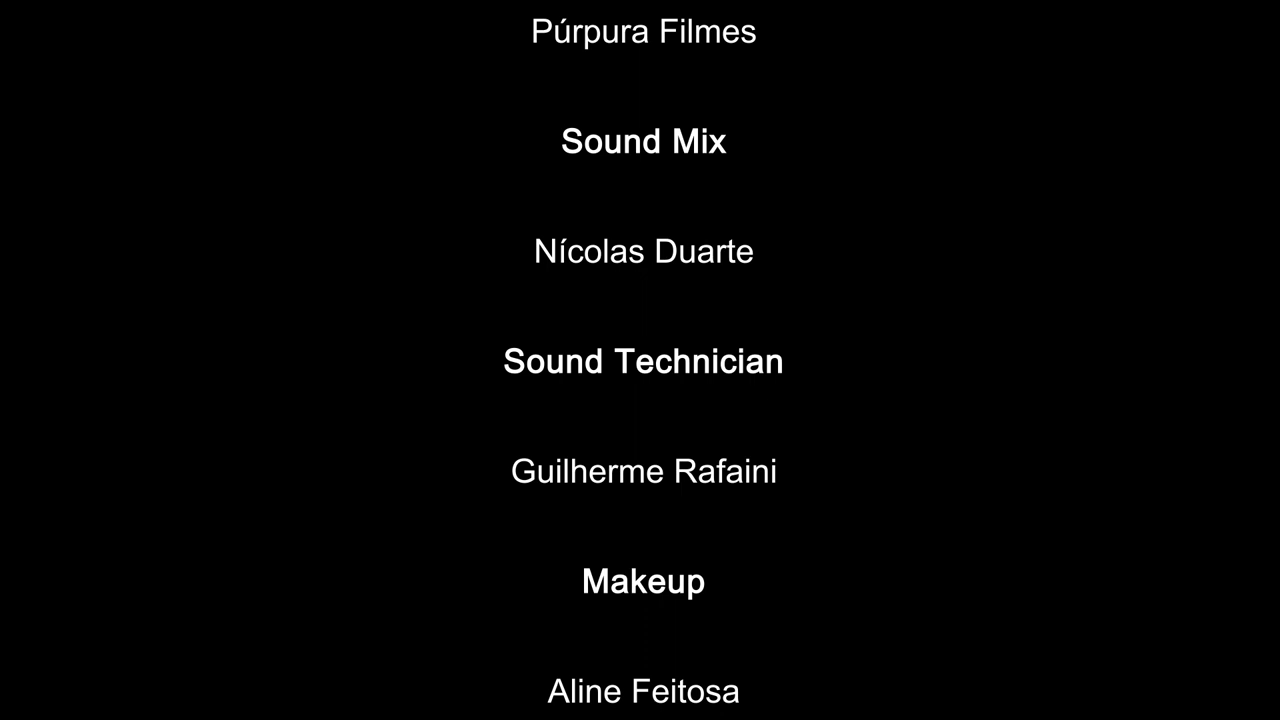 Púrpura Filmes
Sound Mix
Nícolas Duarte
Sound Technician
Guilherme Rafaini
Makeup
Aline Feitosa